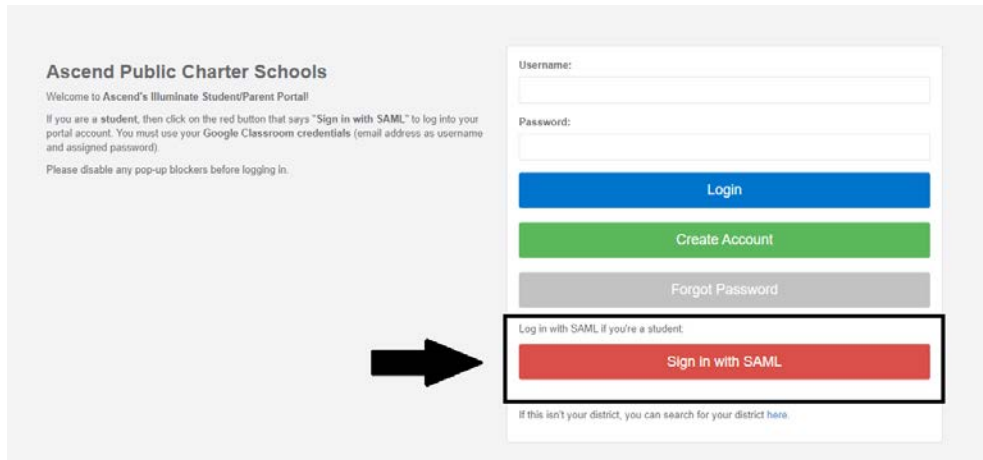 Ascend Public Charter Schools
Welcome to Ascend's Illuminate Student/Parent Portal!
If you are a student, then click on the red button that says "Sign in with SAML" to log into your
portal account. You must use your Google Classroom credentials (email address as username
and assigned password).
Please disable any pop-up blockers before logging in.
Username:
Password:
Login
Create Account
Forgot Password
Log in with SAML if you're a student:
Sign in with SAML
If this isn't your district, you can search for your district here.